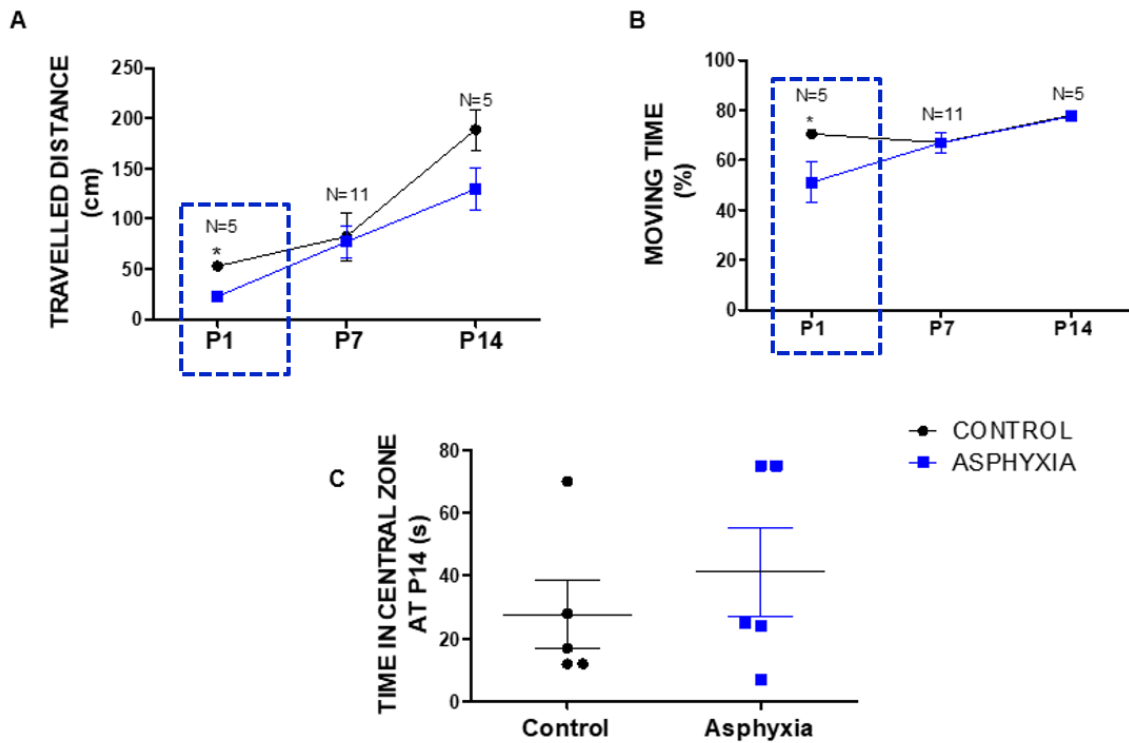 A
TRAVELLED DISTANCE
(cm)
250
200
150
100
50
0
N=5
*
N=11
N=5
P1
P7
P14
B
MOVING TIME
(%)
100
80
60
40
20
0
N=5
*
N=11
N=5
P1
P7
P14
CONTROL
ASPHYXIA
C
TIME IN CENTRAL ZONE
AT P14 (s)
80
60
40
20
0
Control
Asphyxia